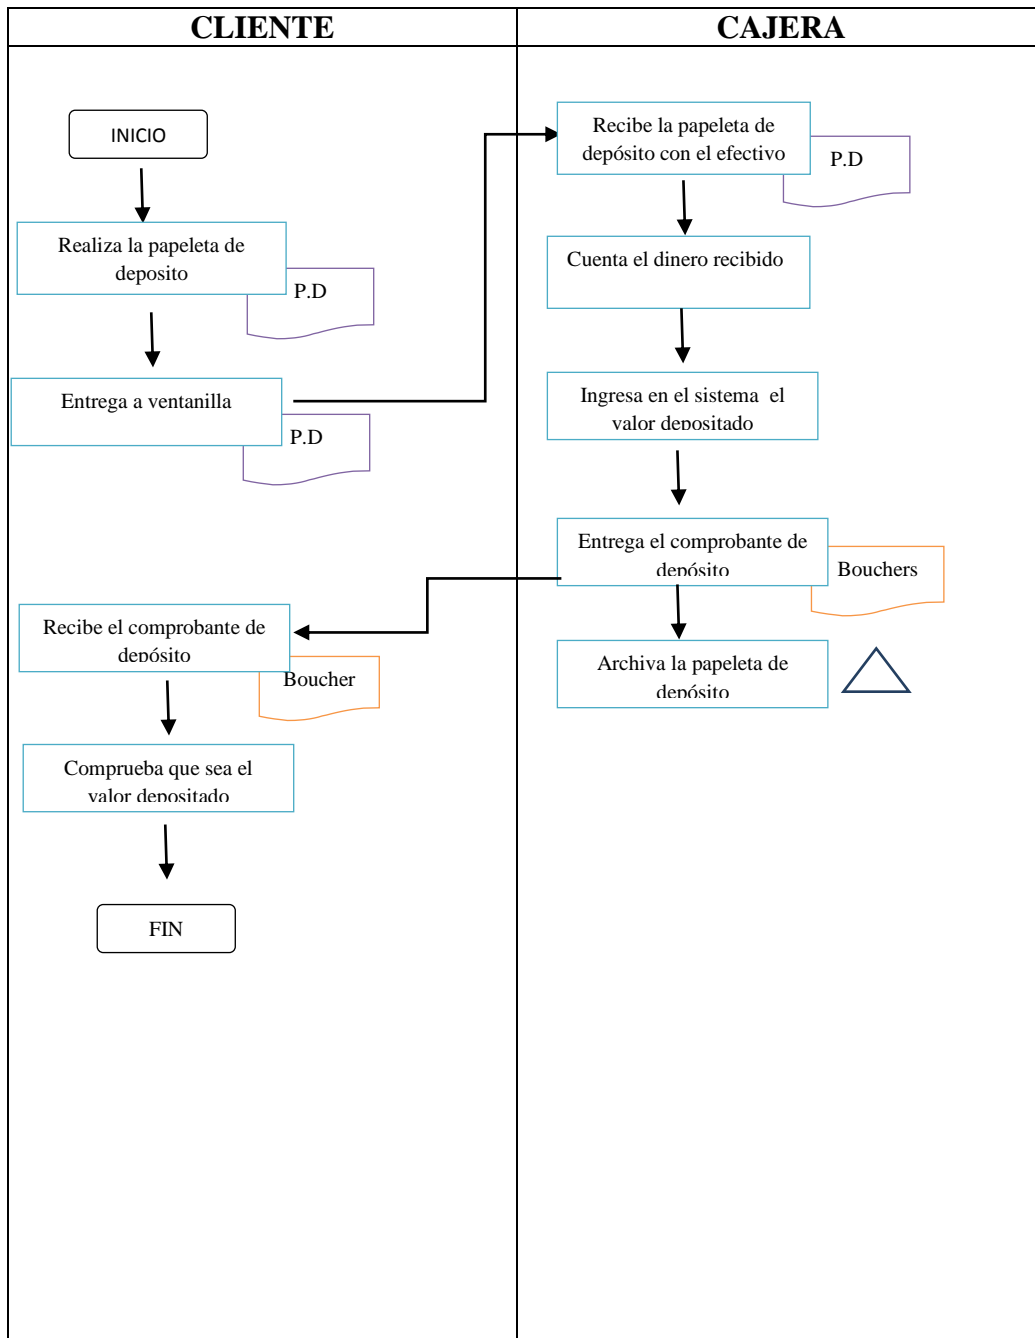 CLIENTE
CAJERA
INICIO
Realiza la papeleta de
deposito
P.D
Entrega a ventanilla
P.D
Recibe la papeleta de
depósito con el efectivo
P.D
Cuenta el dinero recibido
Ingresa en el sistema el
valor depositado
Entrega el comprobante de
depósito
Bouchers
Archiva la papeleta de
depósito
Recibe el comprobante de
depósito
Boucher
Comprueba que sea el
valor depositado
FIN